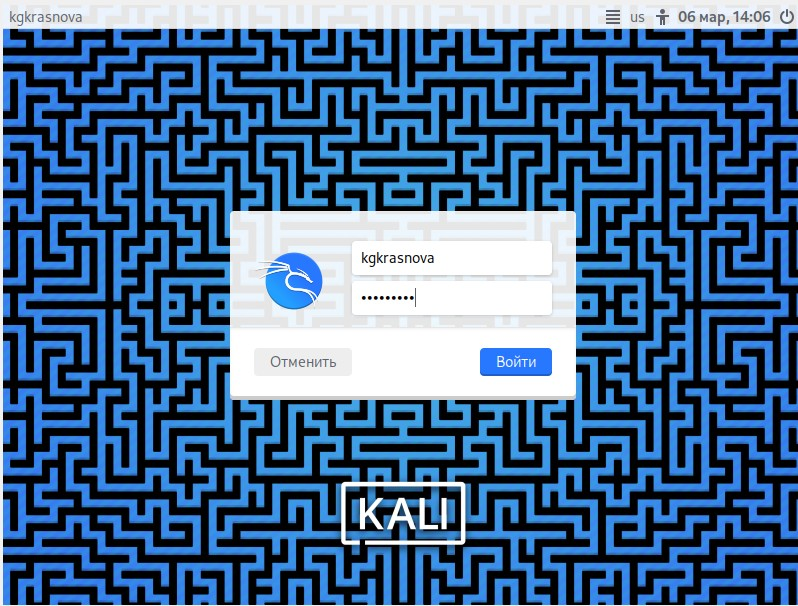 kgkrasnova us 06 мар, 14:06
kgkrasnova
•••••••••
Отменить Войти
KALI